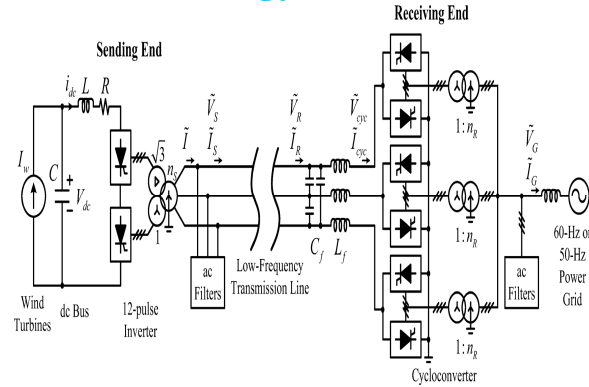 Receiving End
Sending End
i_dc L R
I_w
C
+
V_dc
-
√3
n_S
1
Ṽ_S
Ĩ
Ĩ_S
Ṽ_R
Ĩ_R
Ṽ_cyc
Ĩ_cyc
C_f L_f
1:n_R
1:n_R
1:n_R
Ṽ_G
Ĩ_G
60-Hz or
50-Hz
Power
Grid
ac
Filters
Low-Frequency
Transmission Line
ac
Filters
Wind
Turbines
dc Bus
12-pulse
Inverter
Cycloconverter